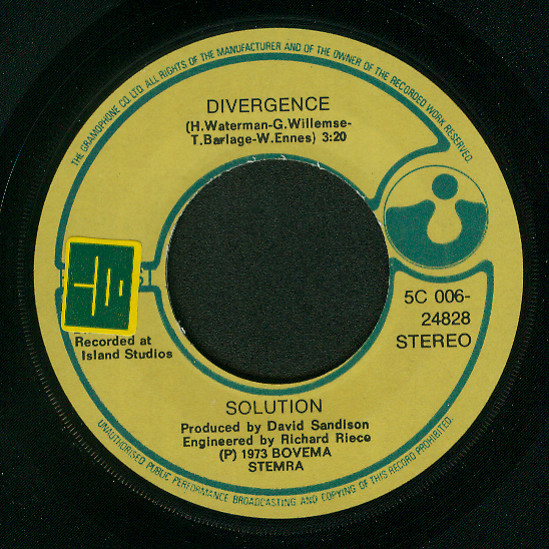 THE GRAMOPHONE CO. LTD. ALL RIGHTS OF THE MANUFACTURER AND OF THE OWNER OF THE RECORDED WORK RESERVED.
DIVERGENCE
(H.Waterman-G.Willemse-
T.Barlage-W.Ennes) 3:20
5C 006-
24828
STEREO
Recorded at
Island Studios
SOLUTION
Produced by David Sandison
Engineered by Richard Riece
(P) 1973 BOVEMA
STEMRA
UNAUTHORISED PUBLIC PERFORMANCE BROADCASTING AND COPYING OF THIS RECORD PROHIBITED.